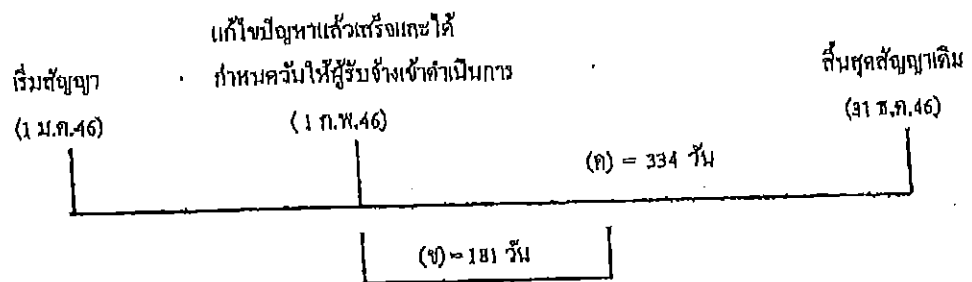 แก้ไขปัญหาแล้วเสร็จและได้
เริ่มสัญญา กำหนดวันให้ผู้รับจ้างเข้าดำเนินการ สิ้นสุดสัญญาเดิม
(1 ม.ค.46) (1 ก.พ.46) (31 ธ.ค.46)
(ค) = 334 วัน
(ข) = 181 วัน